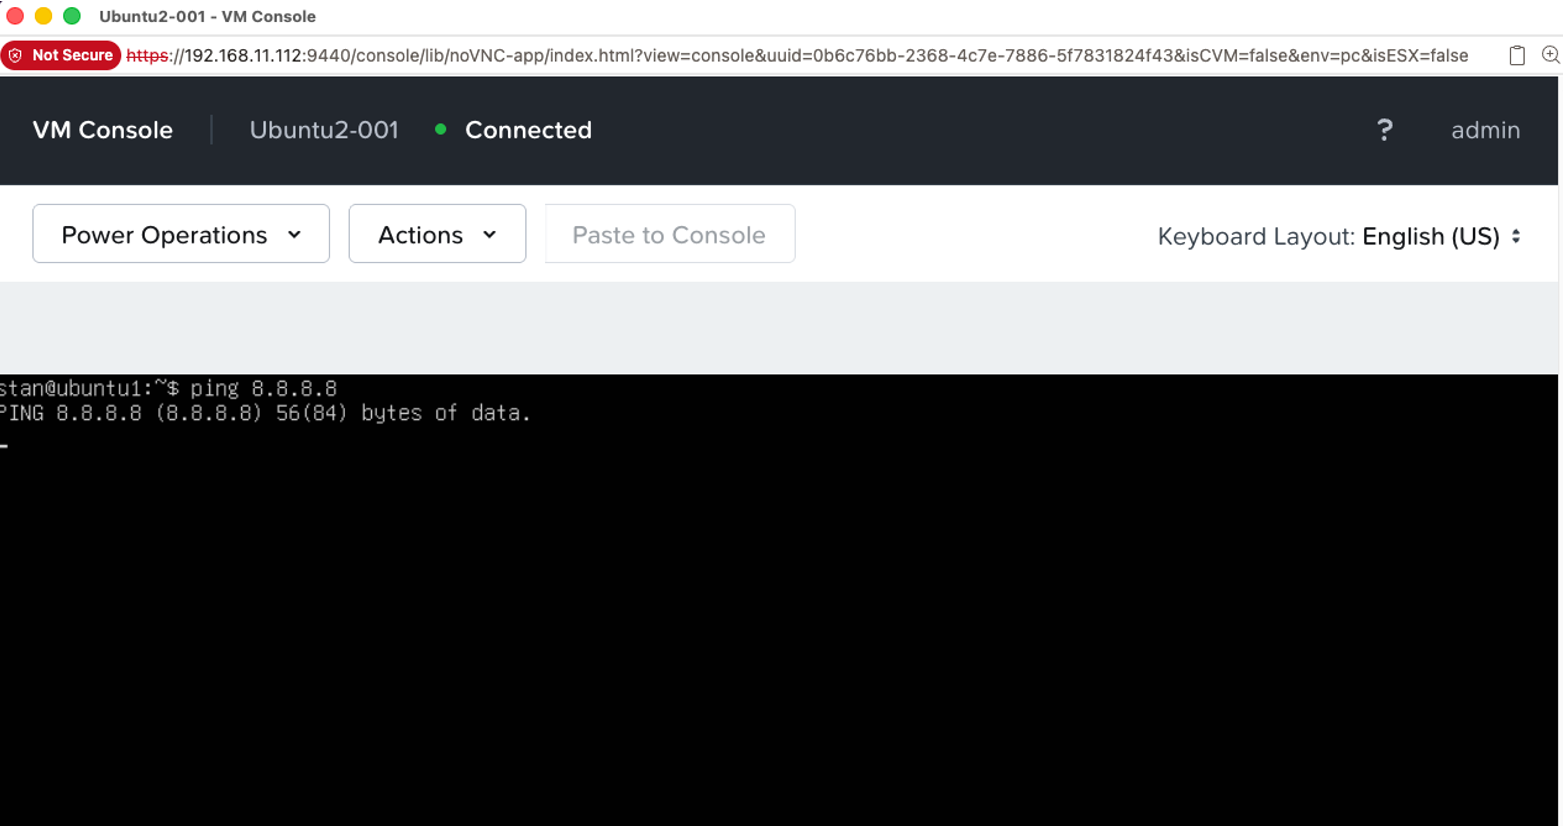 Ubuntu2-001 - VM Console
Not Secure https://192.168.11.112:9440/console/lib/noVNC-app/index.html?view=console&uuid=0b6c76bb-2368-4c7e-7886-5f7831824f43&isCVM=false&env=pc&isESX=false
VM Console Ubuntu2-001 Connected ? admin
Power Operations Actions Paste to Console Keyboard Layout: English (US)
stan@ubuntu1:~$ ping 8.8.8.8
PING 8.8.8.8 (8.8.8.8) 56(84) bytes of data.